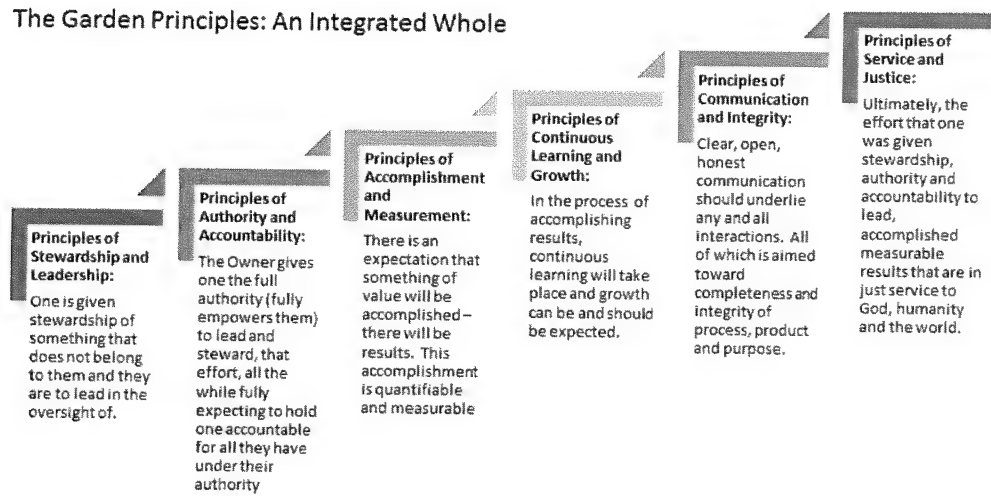 The Garden Principles: An Integrated Whole
Principles of
Stewardship and
Leadership:
One is given
stewardship of
something that
does not belong
to them and they
are to lead in the
oversight of.
Principles of
Authority and
Accountability:
The Owner gives
one the full
authority (fully
empowers them)
to lead and
steward, that
effort, all the
while fully
expecting to hold
one accountable
for all they have
under their
authority
Principles of
Accomplishment
and
Measurement:
There is an
expectation that
something of
value will be
accomplished –
there will be
results. This
accomplishment
is quantifiable
and measurable
Principles of
Continuous
Learning and
Growth:
In the process of
accomplishing
results,
continuous
learning will take
place and growth
can be and should
be expected.
Principles of
Communication
and Integrity:
Clear, open,
honest
communication
should underlie
any and all
interactions. All
of which is aimed
toward
completeness and
integrity of
process, product
and purpose.
Principles of
Service and
Justice:
Ultimately, the
effort that one
was given
stewardship,
authority and
accountability to
lead,
accomplished
measurable
results that are in
just service to
God, humanity
and the world.